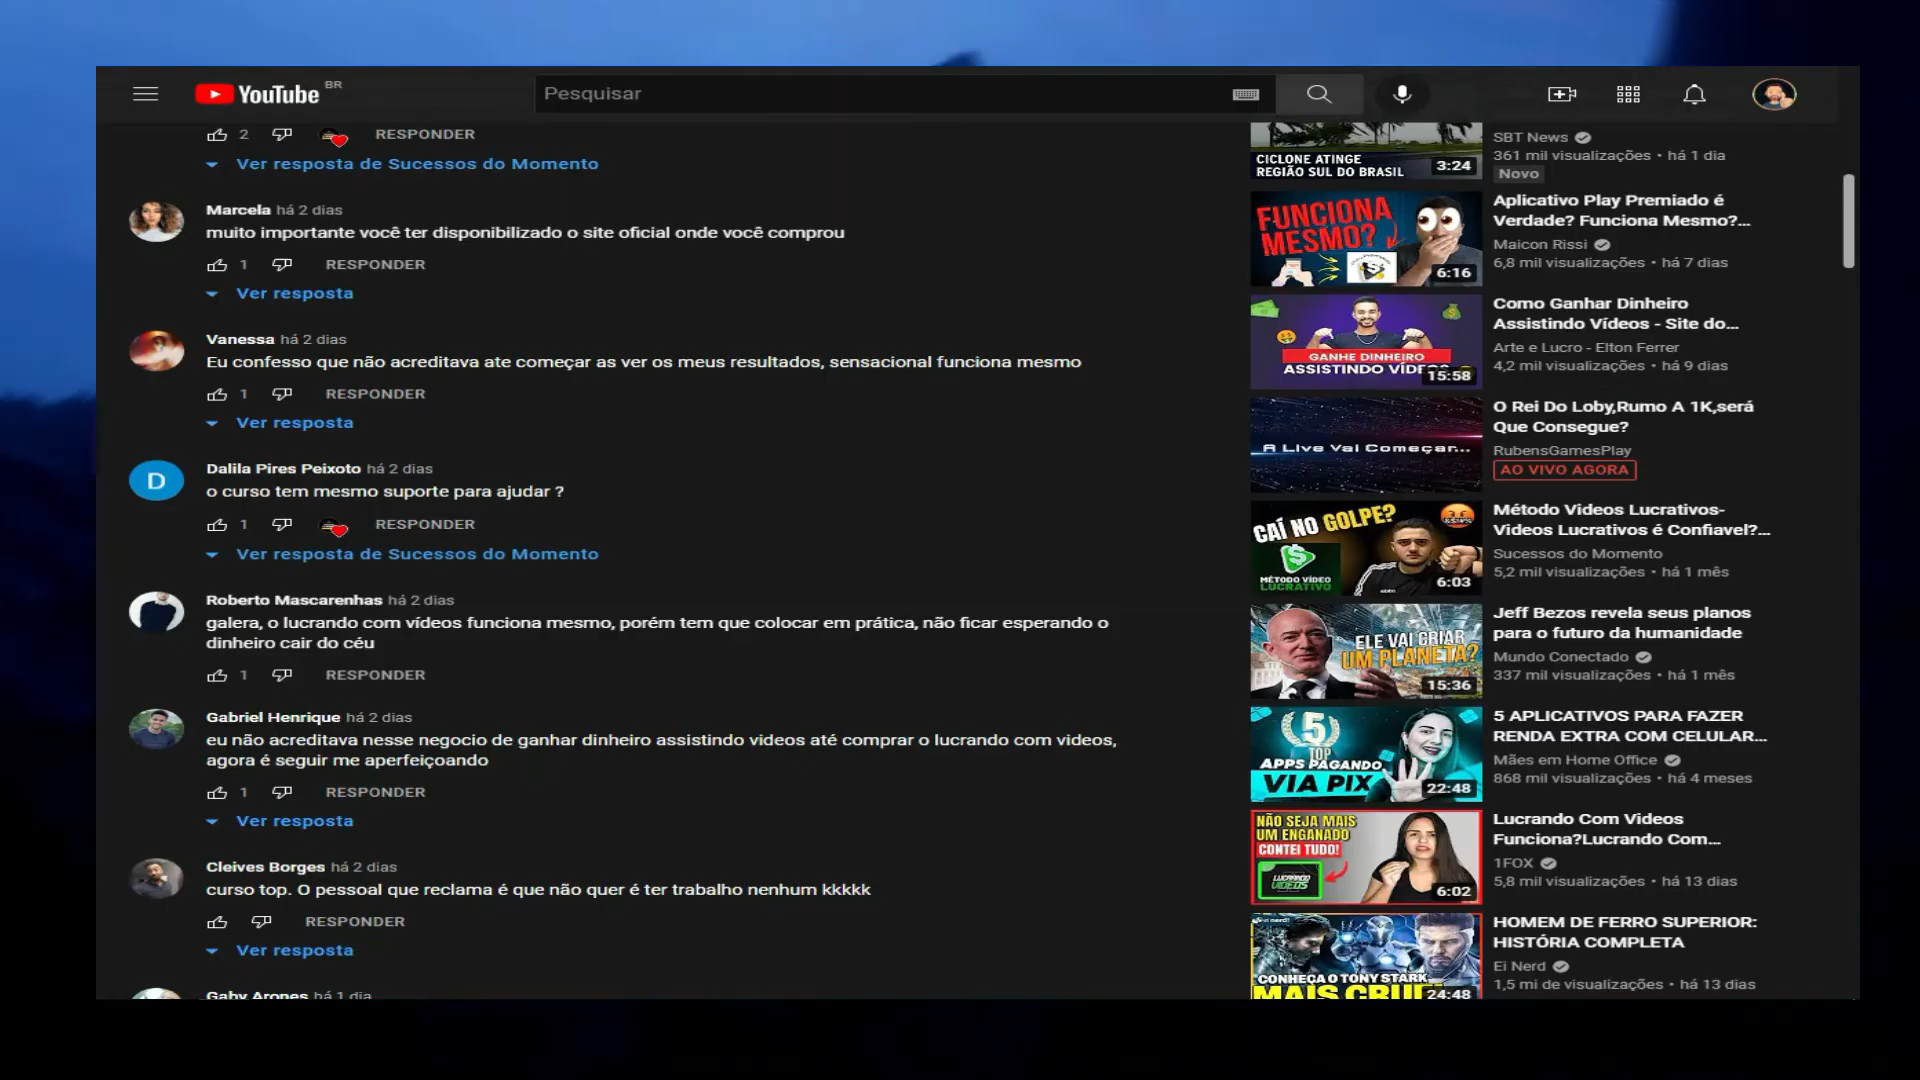 YouTube BR
Pesquisar
2 RESPONDER
Ver resposta de Sucessos do Momento
Marcela há 2 dias
muito importante você ter disponibilizado o site oficial onde você comprou
1 RESPONDER
Ver resposta
Vanessa há 2 dias
Eu confesso que não acreditava ate começar as ver os meus resultados, sensacional funciona mesmo
1 RESPONDER
Ver resposta
D
Dalila Pires Peixoto há 2 dias
o curso tem mesmo suporte para ajudar ?
1 RESPONDER
Ver resposta de Sucessos do Momento
Roberto Mascarenhas há 2 dias
galera, o lucrando com vídeos funciona mesmo, porém tem que colocar em prática, não ficar esperando o
dinheiro cair do céu
1 RESPONDER
Gabriel Henrique há 2 dias
eu não acreditava nesse negocio de ganhar dinheiro assistindo videos até comprar o lucrando com videos,
agora é seguir me aperfeiçoando
1 RESPONDER
Ver resposta
Cleives Borges há 2 dias
curso top. O pessoal que reclama é que não quer é ter trabalho nenhum kkkkk
RESPONDER
Ver resposta
Gaby Arones há 1 dia
CICLONE ATINGE
REGIÃO SUL DO BRASIL
3:24
SBT News
361 mil visualizações • há 1 dia
Novo
FUNCIONA
MESMO?
6:16
Aplicativo Play Premiado é
Verdade? Funciona Mesmo?...
Maicon Rissi
6,8 mil visualizações • há 7 dias
GANHE DINHEIRO
ASSISTINDO VÍDE
15:58
Como Ganhar Dinheiro
Assistindo Vídeos - Site do...
Arte e Lucro - Elton Ferrer
4,2 mil visualizações • há 9 dias
A Live Vai Começar...
O Rei Do Loby,Rumo A 1K,será
Que Consegue?
RubensGamesPlay
AO VIVO AGORA
CAÍ NO GOLPE?
MÉTODO VÍDEO
LUCRATIVO
6:03
Método Videos Lucrativos-
Videos Lucrativos é Confiavel?...
Sucessos do Momento
5,2 mil visualizações • há 1 mês
ELE VAI CRIAR
UM PLANETA?
15:36
Jeff Bezos revela seus planos
para o futuro da humanidade
Mundo Conectado
337 mil visualizações • há 1 mês
5
TOP
APPS PAGANDO
VIA PIX
22:48
5 APLICATIVOS PARA FAZER
RENDA EXTRA COM CELULAR...
Mães em Home Office
868 mil visualizações • há 4 meses
NÃO SEJA MAIS
UM ENGANADO
CONTEI TUDO!
LUCRANDO
VIDEOS
6:02
Lucrando Com Videos
Funciona?Lucrando Com...
1FOX
5,8 mil visualizações • há 13 dias
CONHEÇA O TONY STARK
MAIS CRUE
24:48
HOMEM DE FERRO SUPERIOR:
HISTÓRIA COMPLETA
Ei Nerd
1,5 mi de visualizações • há 13 dias